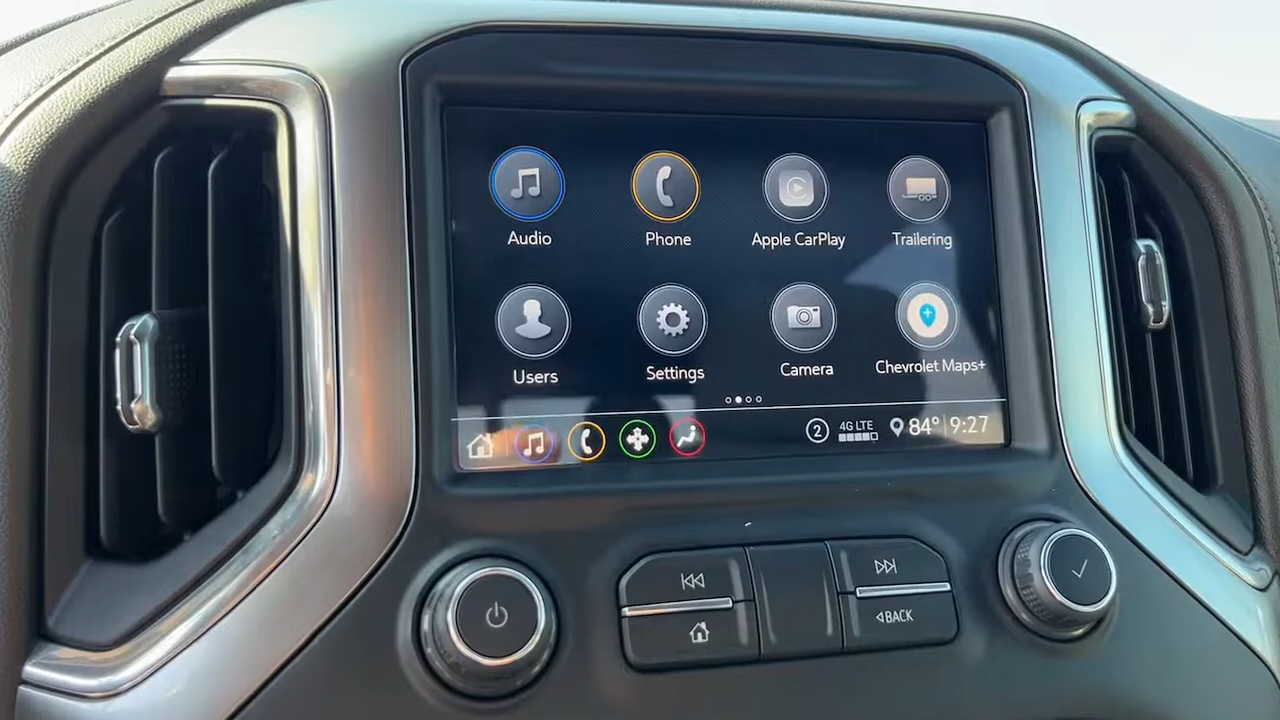 Audio Phone Apple CarPlay Trailering
Users Settings Camera Chevrolet Maps+
2 4G LTE 84° 9:27
BACK